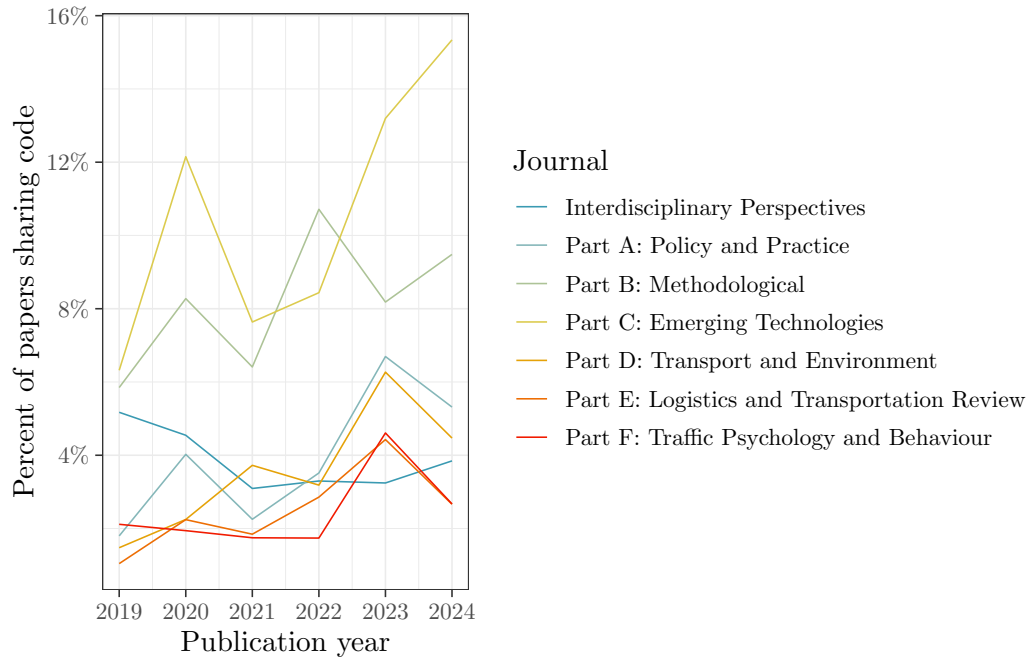 16%
12%
8%
4%
Percent of papers sharing code
2019 2020 2021 2022 2023 2024
Publication year
Journal
Interdisciplinary Perspectives
Part A: Policy and Practice
Part B: Methodological
Part C: Emerging Technologies
Part D: Transport and Environment
Part E: Logistics and Transportation Review
Part F: Traffic Psychology and Behaviour